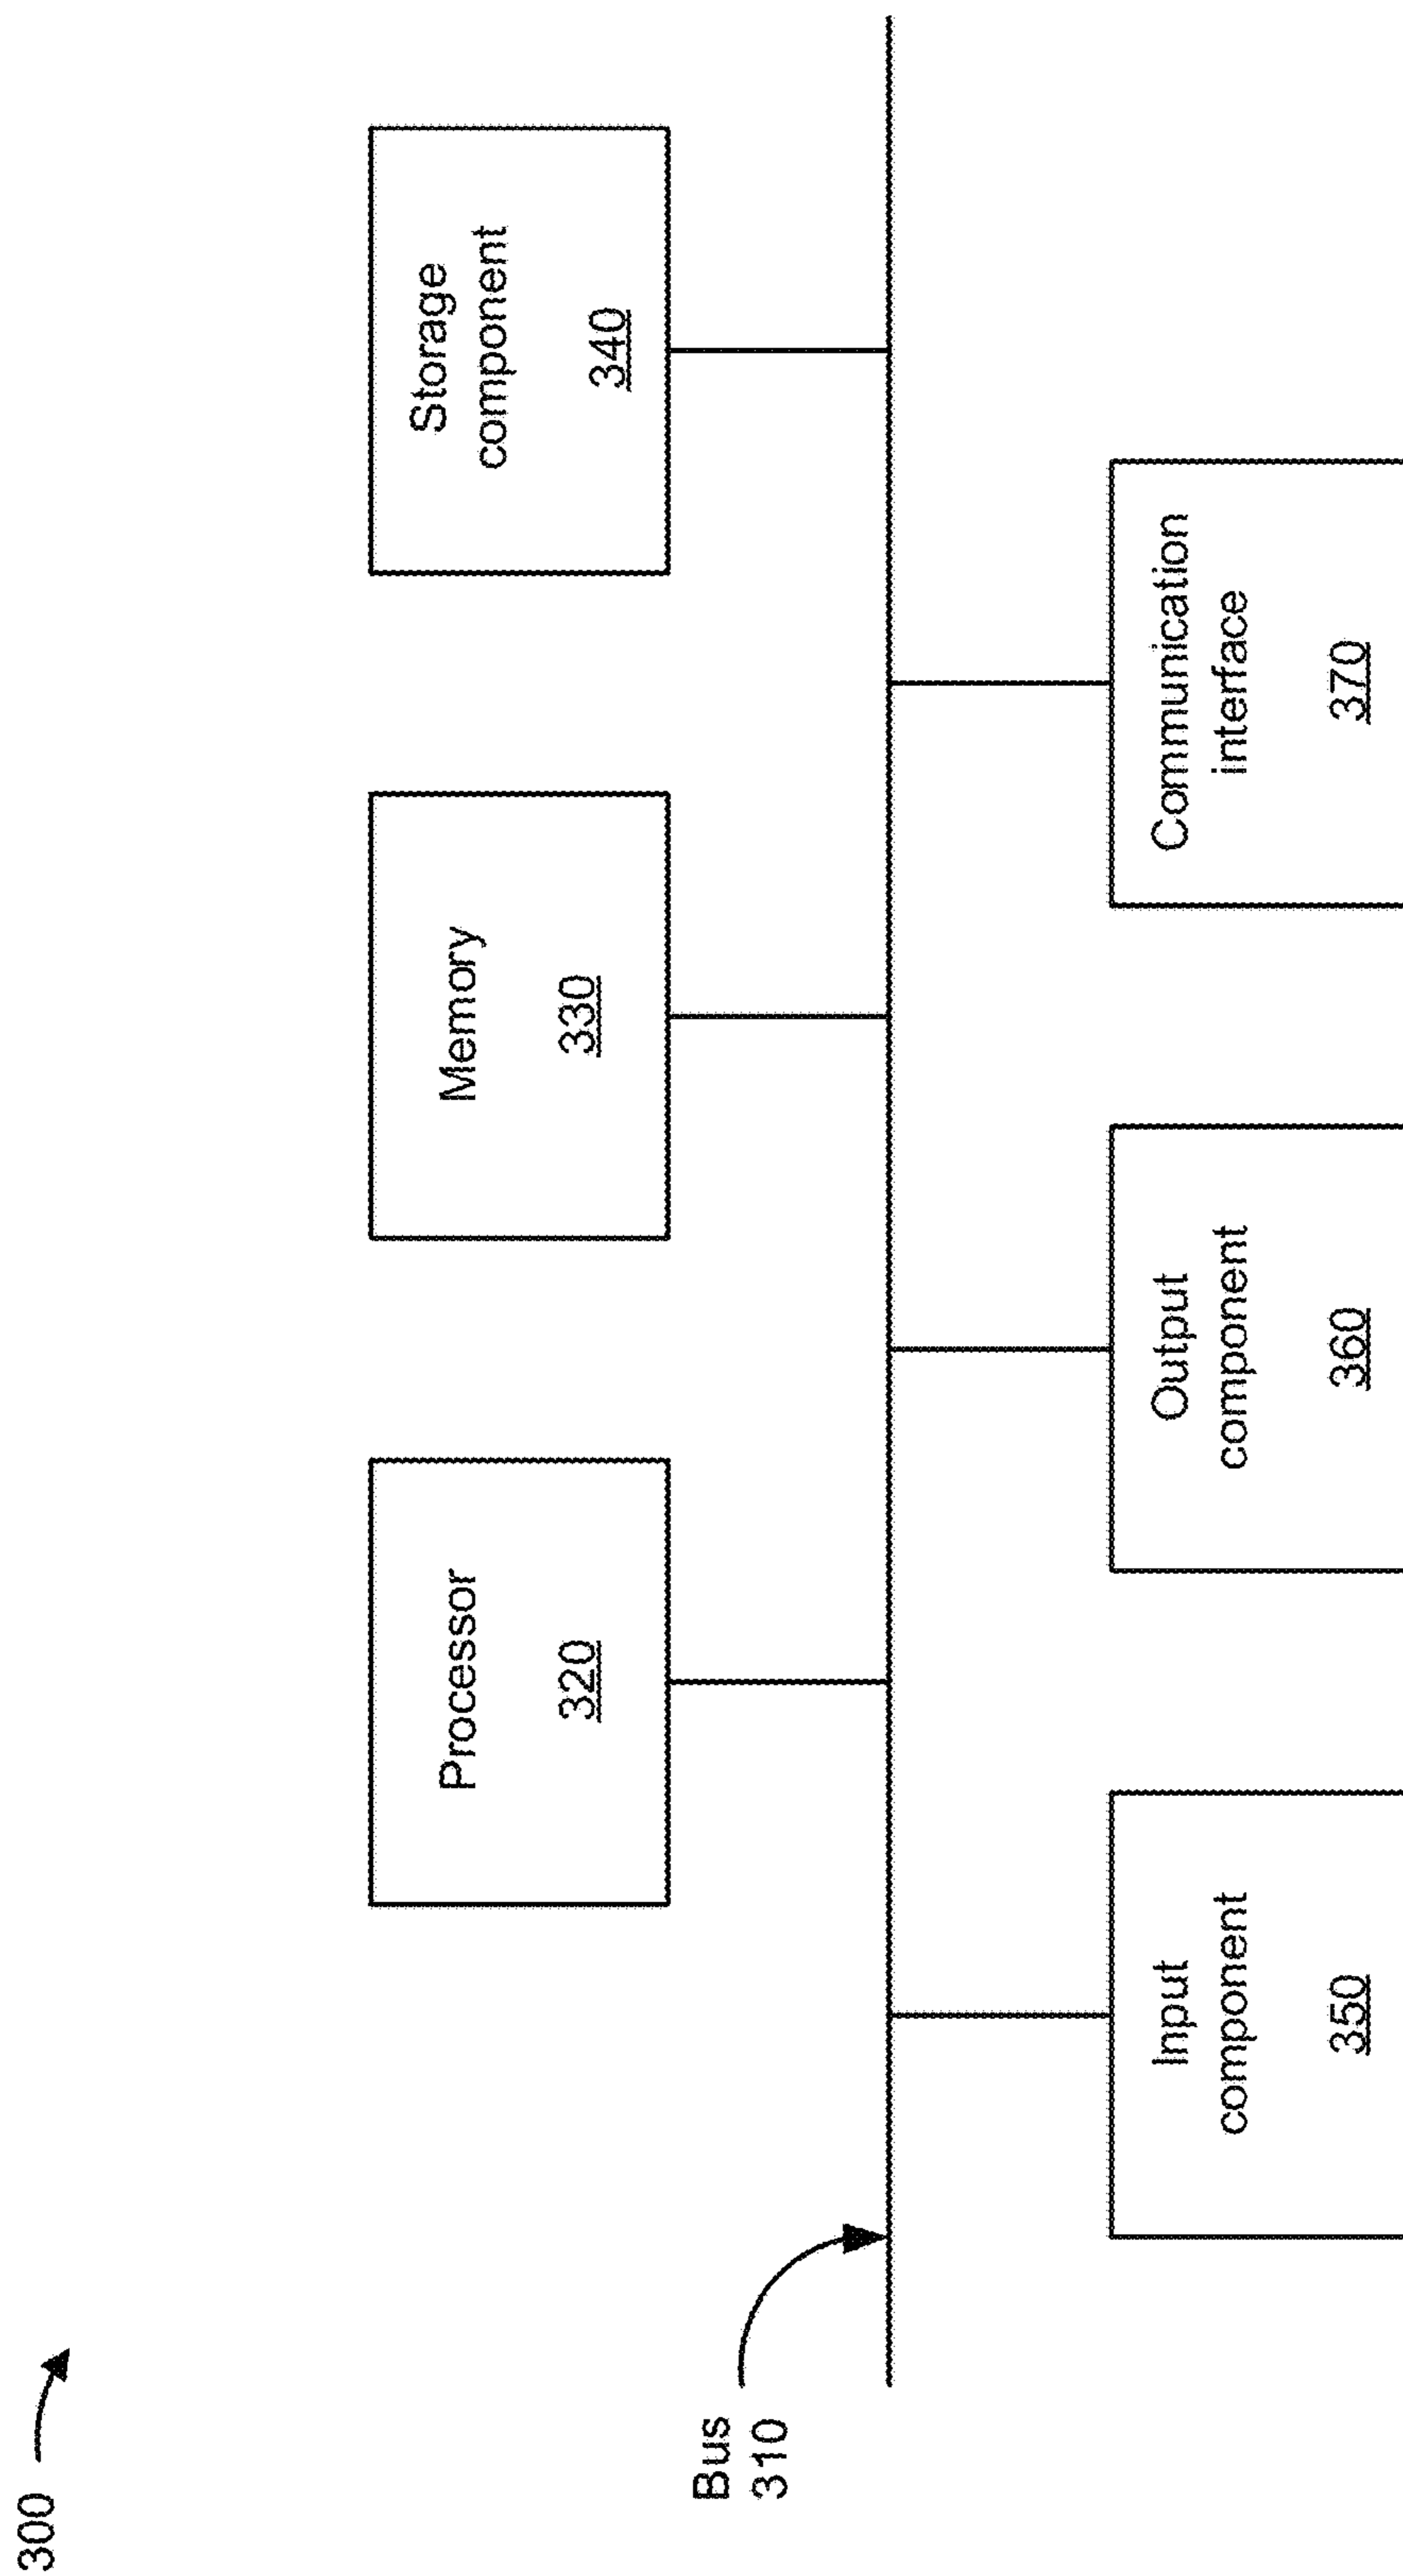 300
Bus
310
Processor
320
Memory
330
Storage
component
340
Input
component
350
Output
component
360
Communication
interface
370